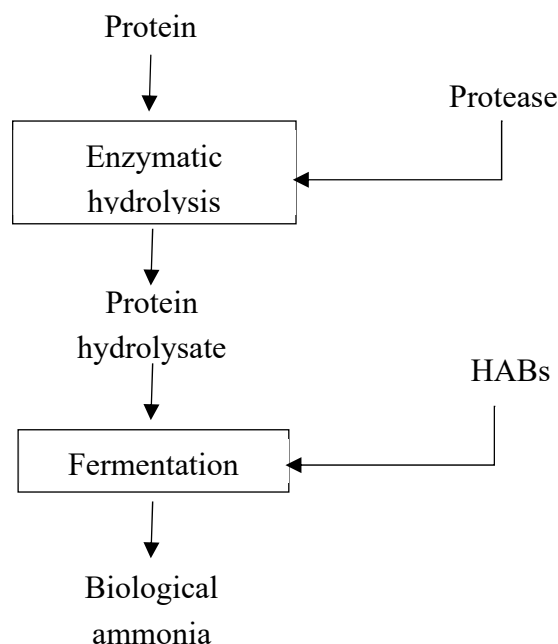 Protein
Protease
Enzymatic
hydrolysis
Protein
hydrolysate
HABs
Fermentation
Biological
ammonia